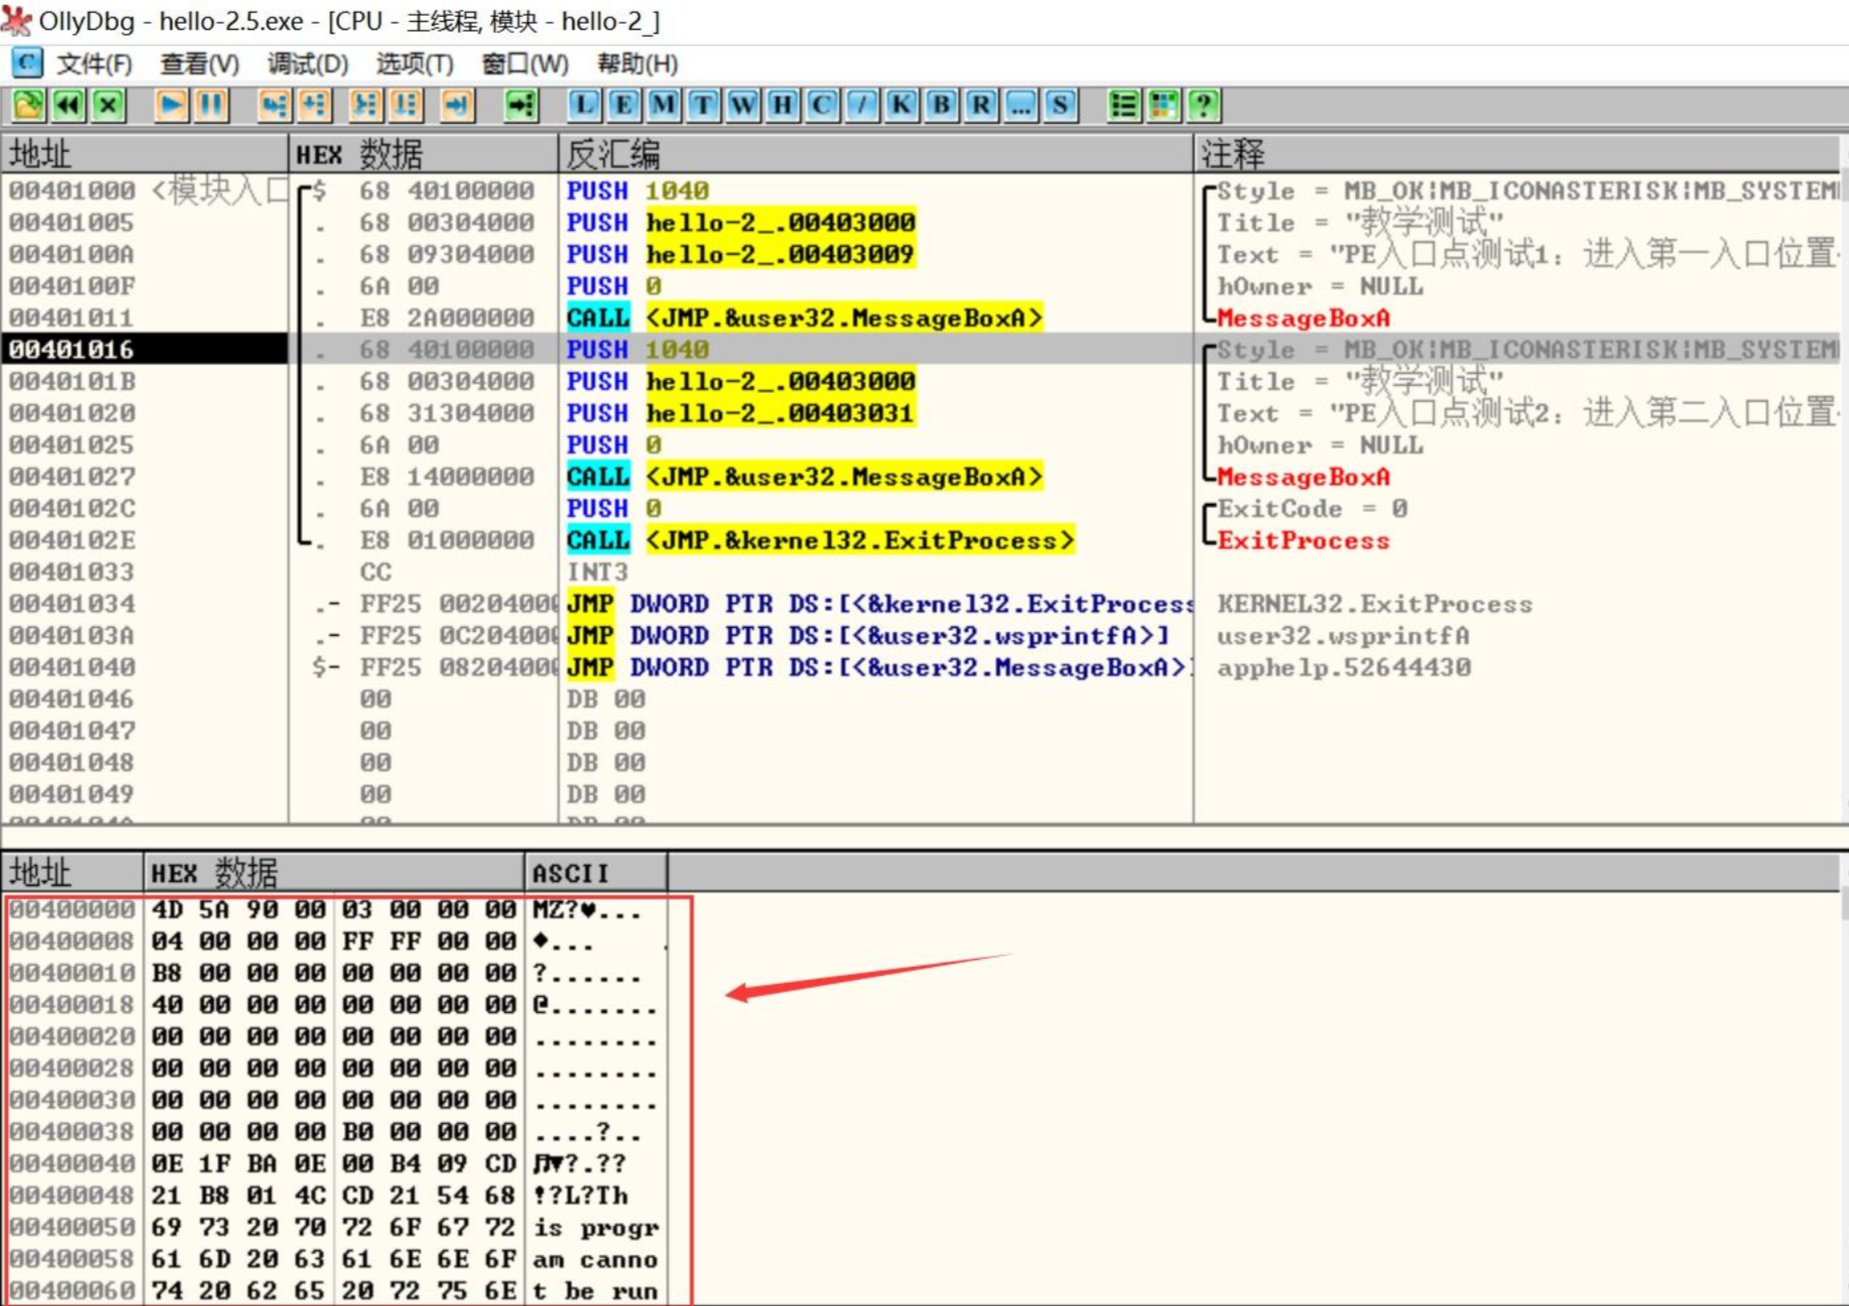 OllyDbg - hello-2.5.exe - [CPU - 主线程, 模块 - hello-2_]
C 文件(F) 查看(V) 调试(D) 选项(T) 窗口(W) 帮助(H)
L E M T W H C / K B R ... S ?
地址 HEX 数据 反汇编 注释
00401000 <模块入口 $ 68 40100000 PUSH 1040 Style = MB_OK|MB_ICONASTERISK|MB_SYSTEM
00401005 . 68 00304000 PUSH hello-2_.00403000 Title = "教学测试"
0040100A . 68 09304000 PUSH hello-2_.00403009 Text = "PE入口点测试1：进入第一入口位置
0040100F . 6A 00 PUSH 0 hOwner = NULL
00401011 . E8 2A000000 CALL <JMP.&user32.MessageBoxA> MessageBoxA
00401016 . 68 40100000 PUSH 1040 Style = MB_OK|MB_ICONASTERISK|MB_SYSTEM
0040101B . 68 00304000 PUSH hello-2_.00403000 Title = "教学测试"
00401020 . 68 31304000 PUSH hello-2_.00403031 Text = "PE入口点测试2：进入第二入口位置
00401025 . 6A 00 PUSH 0 hOwner = NULL
00401027 . E8 14000000 CALL <JMP.&user32.MessageBoxA> MessageBoxA
0040102C . 6A 00 PUSH 0 ExitCode = 0
0040102E . E8 01000000 CALL <JMP.&kernel32.ExitProcess> ExitProcess
00401033 CC INT3
00401034 .- FF25 00204000 JMP DWORD PTR DS:[<&kernel32.ExitProcess KERNEL32.ExitProcess
0040103A .- FF25 0C204000 JMP DWORD PTR DS:[<&user32.wsprintfA>] user32.wsprintfA
00401040 $- FF25 08204000 JMP DWORD PTR DS:[<&user32.MessageBoxA>] apphelp.52644430
00401046 00 DB 00
00401047 00 DB 00
00401048 00 DB 00
00401049 00 DB 00
0040104A 00 DB 00
地址 HEX 数据 ASCII
00400000 4D 5A 90 00 03 00 00 00 MZ?♥...
00400008 04 00 00 00 FF FF 00 00 ♦... .
00400010 B8 00 00 00 00 00 00 00 ?......
00400018 40 00 00 00 00 00 00 00 @.......
00400020 00 00 00 00 00 00 00 00 ........
00400028 00 00 00 00 00 00 00 00 ........
00400030 00 00 00 00 00 00 00 00 ........
00400038 00 00 00 00 B0 00 00 00 ....?..
00400040 0E 1F BA 0E 00 B4 09 CD ♫▼?.??
00400048 21 B8 01 4C CD 21 54 68 !?L?Th
00400050 69 73 20 70 72 6F 67 72 is progr
00400058 61 6D 20 63 61 6E 6E 6F am canno
00400060 74 20 62 65 20 72 75 6E t be run